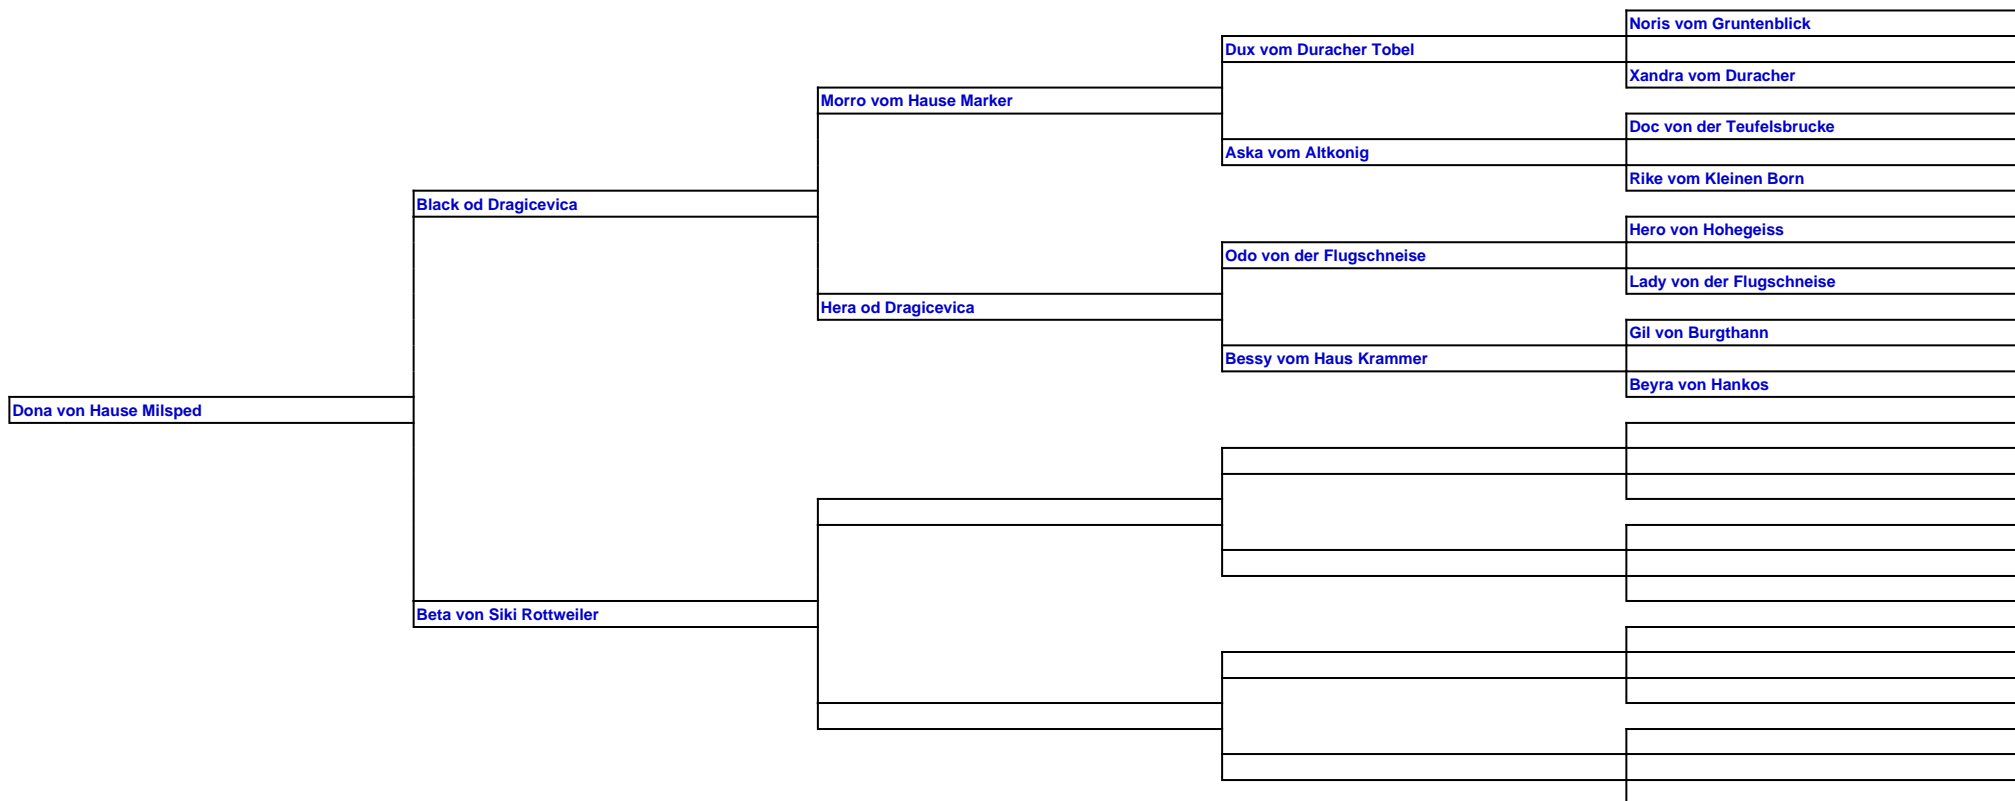 Noris vom Gruntenblick
Dux vom Duracher Tobel
Xandra vom Duracher
Morro vom Hause Marker
Doc von der Teufelsbrucke
Aska vom Altkonig
Rike vom Kleinen Born
Black od Dragicevica
Hero von Hohegeiss
Odo von der Flugschneise
Lady von der Flugschneise
Hera od Dragicevica
Gil von Burgthann
Bessy vom Haus Krammer
Beyra von Hankos
Dona von Hause Milsped
Beta von Siki Rottweiler